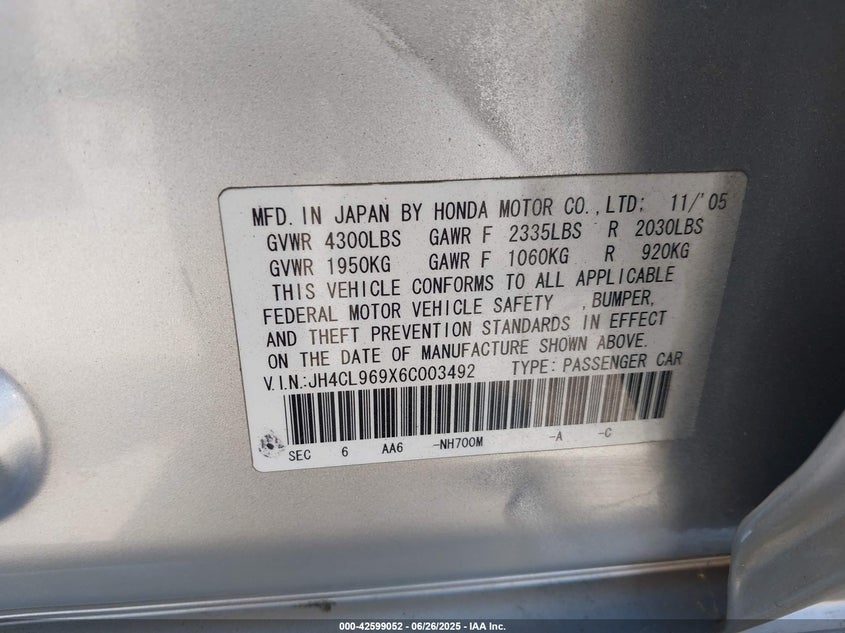 MFD. IN JAPAN BY HONDA MOTOR CO., LTD; 11/'05
GVWR 4300LBS GAWR F 2335LBS R 2030LBS
GVWR 1950KG GAWR F 1060KG R 920KG
THIS VEHICLE CONFORMS TO ALL APPLICABLE
FEDERAL MOTOR VEHICLE SAFETY , BUMPER,
AND THEFT PREVENTION STANDARDS IN EFFECT
ON THE DATE OF MANUFACTURE SHOWN ABOVE.
V.I.N.:JH4CL969X6C003492 TYPE: PASSENGER CAR
SEC 6 AA6 -NH700M -A -C
000-42599052 | 06/26/2025 - IAA Inc.